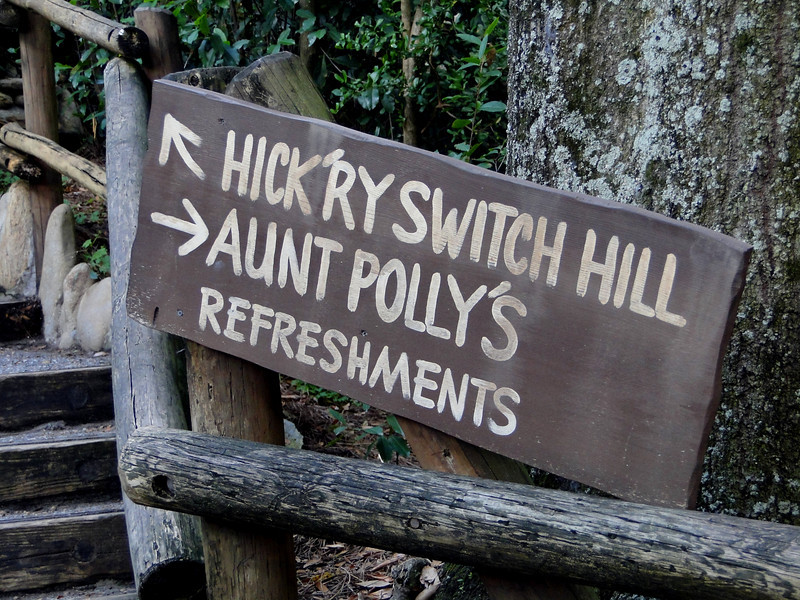 ↖ HICK'RY SWITCH HILL
→ AUNT POLLY'S
REFRESHMENTS